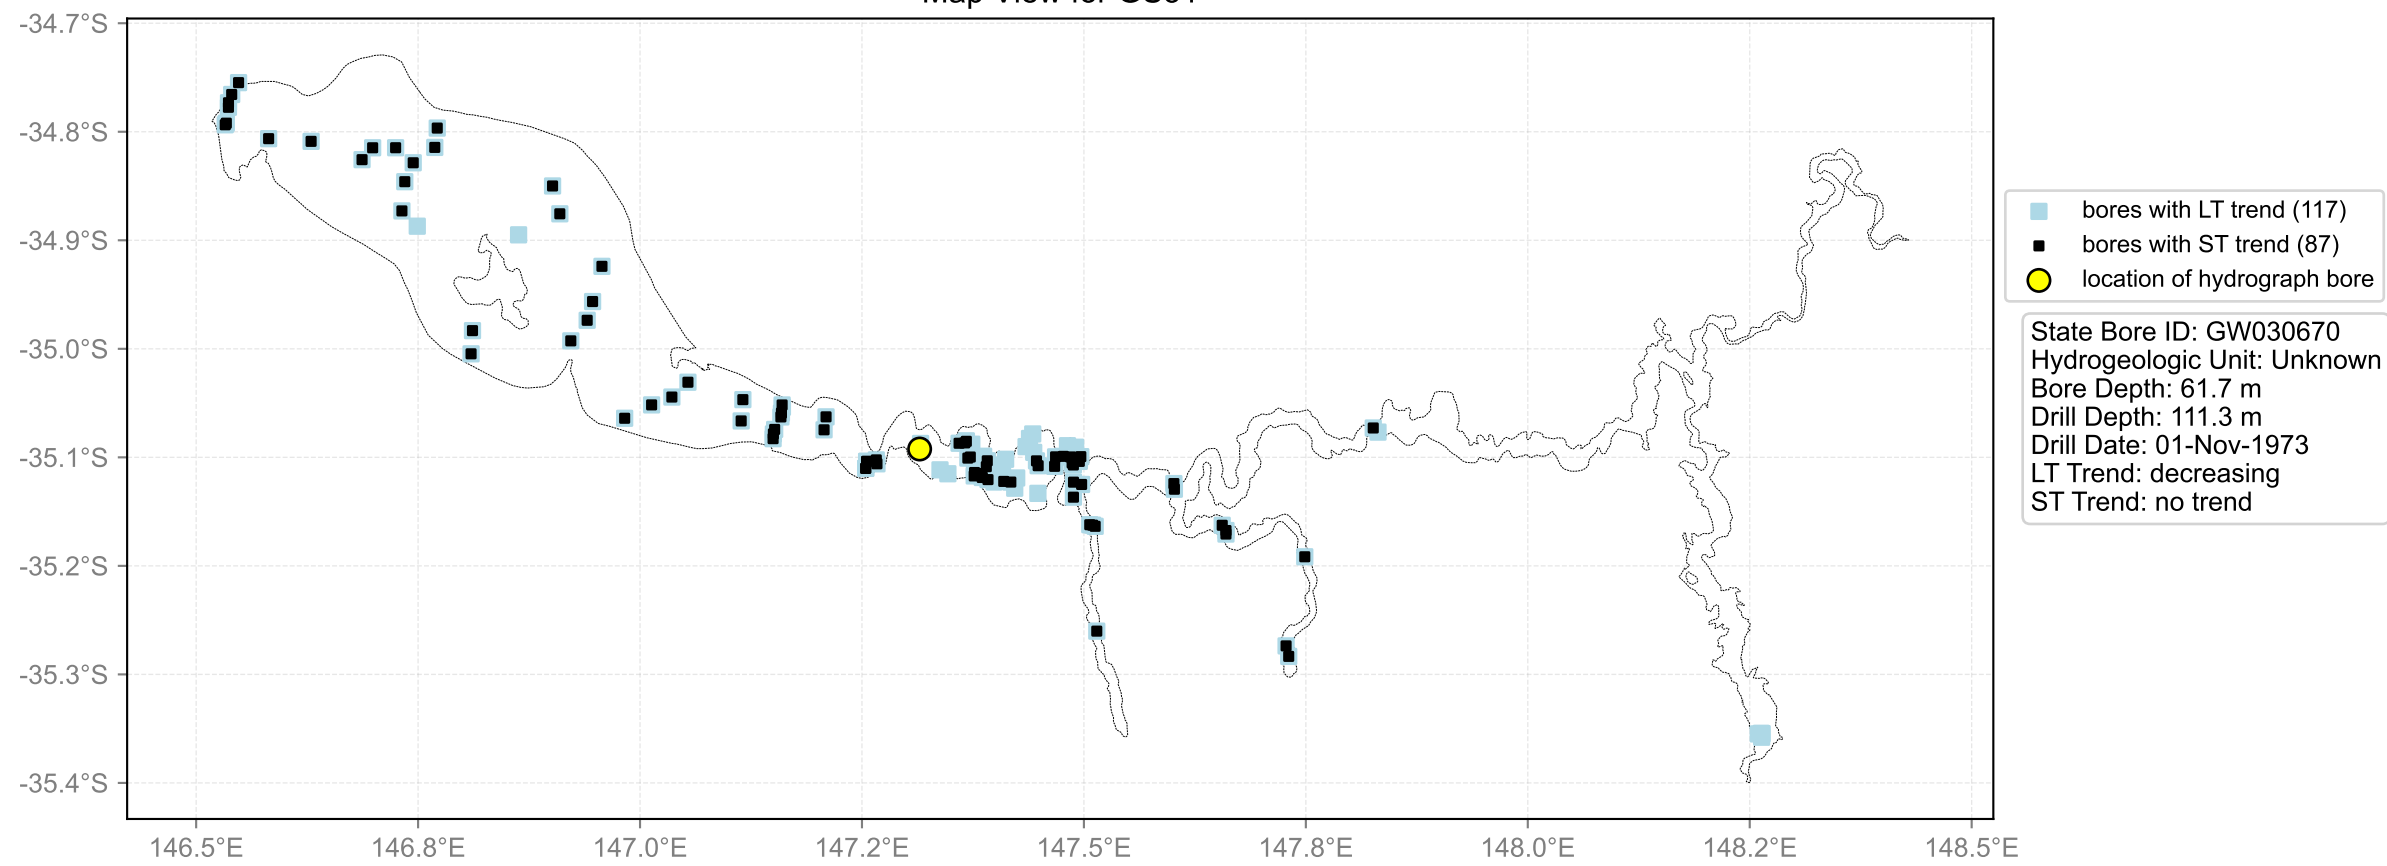 -34.7°S
-34.8°S
-34.9°S
-35.0°S
-35.1°S
-35.2°S
-35.3°S
-35.4°S
146.5°E 146.8°E 147.0°E 147.2°E 147.5°E 147.8°E 148.0°E 148.2°E 148.5°E
bores with LT trend (117)
bores with ST trend (87)
location of hydrograph bore
State Bore ID: GW030670
Hydrogeologic Unit: Unknown
Bore Depth: 61.7 m
Drill Depth: 111.3 m
Drill Date: 01-Nov-1973
LT Trend: decreasing
ST Trend: no trend